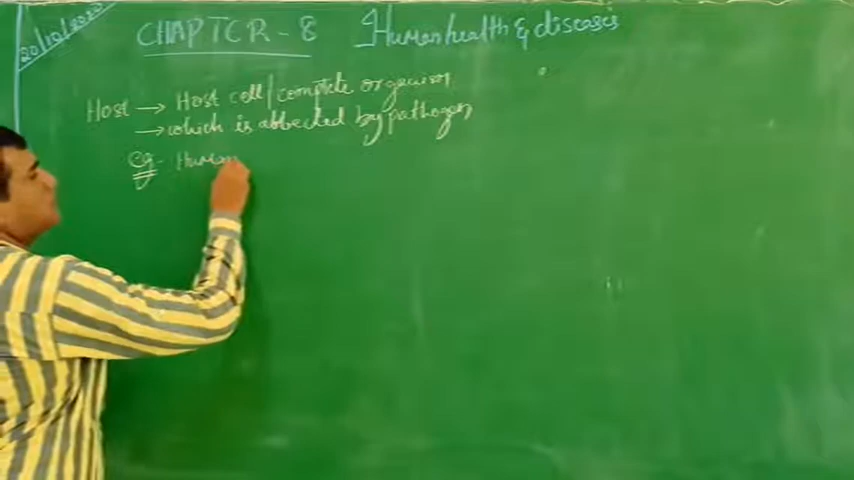 20/10/2020
CHAPTER - 8 Human health & diseases
Host → Host cell/complete organism
→ which is affected by pathogen
eg - Human